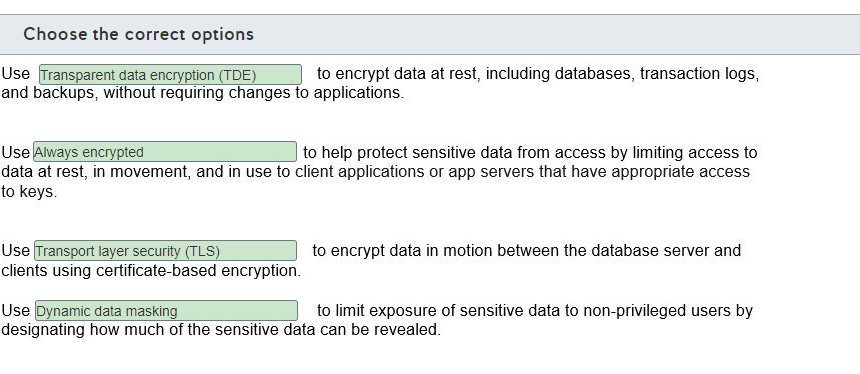 Choose the correct options
Use Transparent data encryption (TDE) to encrypt data at rest, including databases, transaction logs,
and backups, without requiring changes to applications.
Use Always encrypted to help protect sensitive data from access by limiting access to
data at rest, in movement, and in use to client applications or app servers that have appropriate access
to keys.
Use Transport layer security (TLS) to encrypt data in motion between the database server and
clients using certificate-based encryption.
Use Dynamic data masking to limit exposure of sensitive data to non-privileged users by
designating how much of the sensitive data can be revealed.